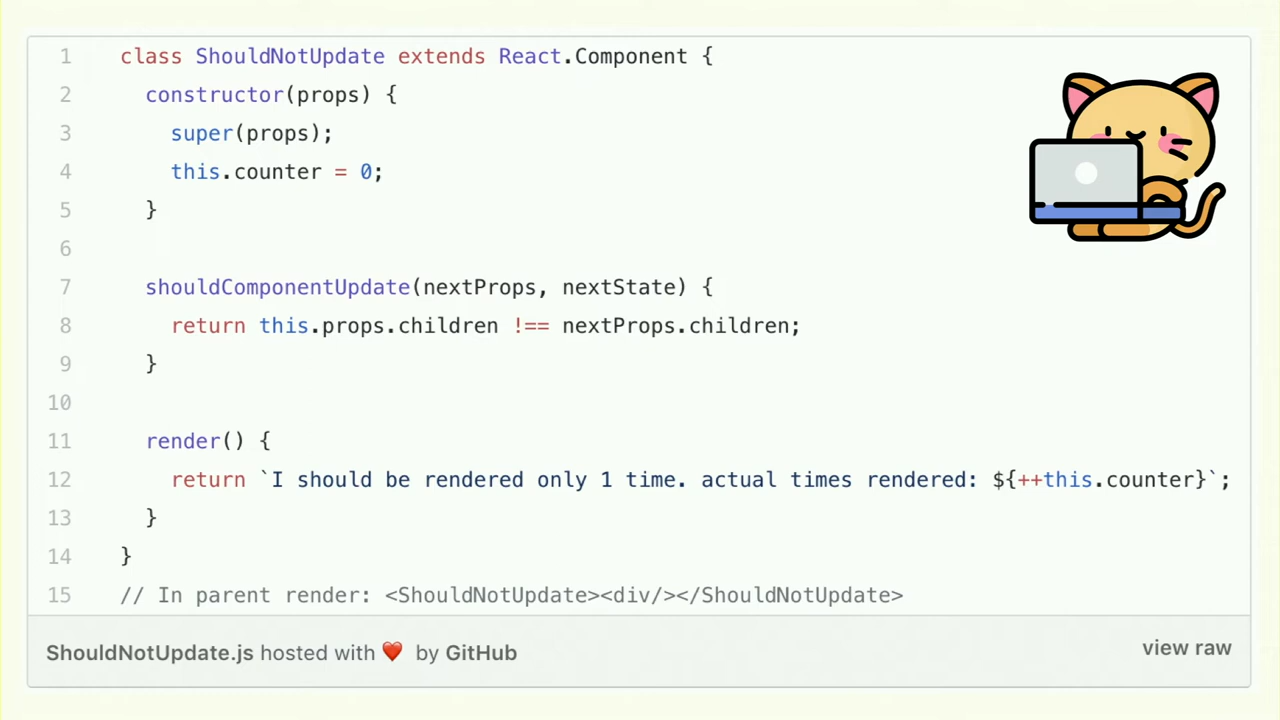 1 class ShouldNotUpdate extends React.Component {
2 constructor(props) {
3 super(props);
4 this.counter = 0;
5 }
6
7 shouldComponentUpdate(nextProps, nextState) {
8 return this.props.children !== nextProps.children;
9 }
10
11 render() {
12 return `I should be rendered only 1 time. actual times rendered: ${++this.counter}`;
13 }
14 }
15 // In parent render: <ShouldNotUpdate><div/></ShouldNotUpdate>
ShouldNotUpdate.js hosted with ❤ by GitHub
view raw